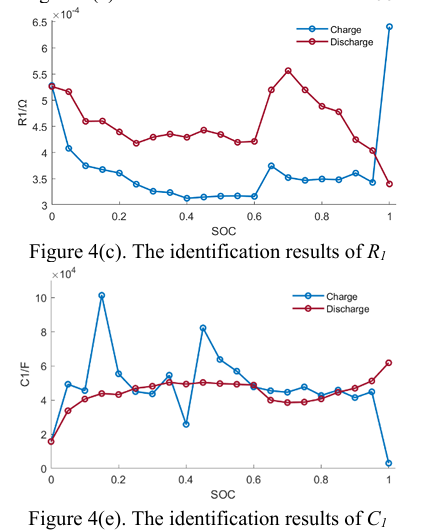 ×10⁻⁴
6.5
6
5.5
5
4.5
4
3.5
3
R1/Ω
Charge
Discharge
0 0.2 0.4 0.6 0.8 1
SOC
Figure 4(c). The identification results of R₁
×10⁴
10
8
6
4
2
0
C1/F
Charge
Discharge
0 0.2 0.4 0.6 0.8 1
SOC
Figure 4(e). The identification results of C₁